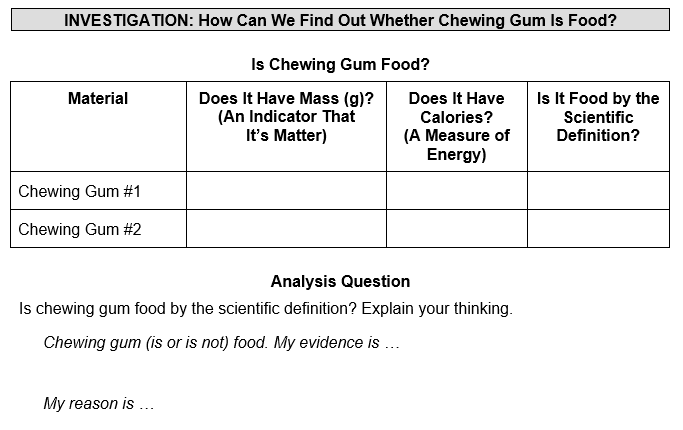 INVESTIGATION: How Can We Find Out Whether Chewing Gum Is Food?
Is Chewing Gum Food?
Material
Does It Have Mass (g)?
(An Indicator That
It’s Matter)
Does It Have
Calories?
(A Measure of
Energy)
Is It Food by the
Scientific
Definition?
Chewing Gum #1
Chewing Gum #2
Analysis Question
Is chewing gum food by the scientific definition? Explain your thinking.
Chewing gum (is or is not) food. My evidence is …
My reason is …